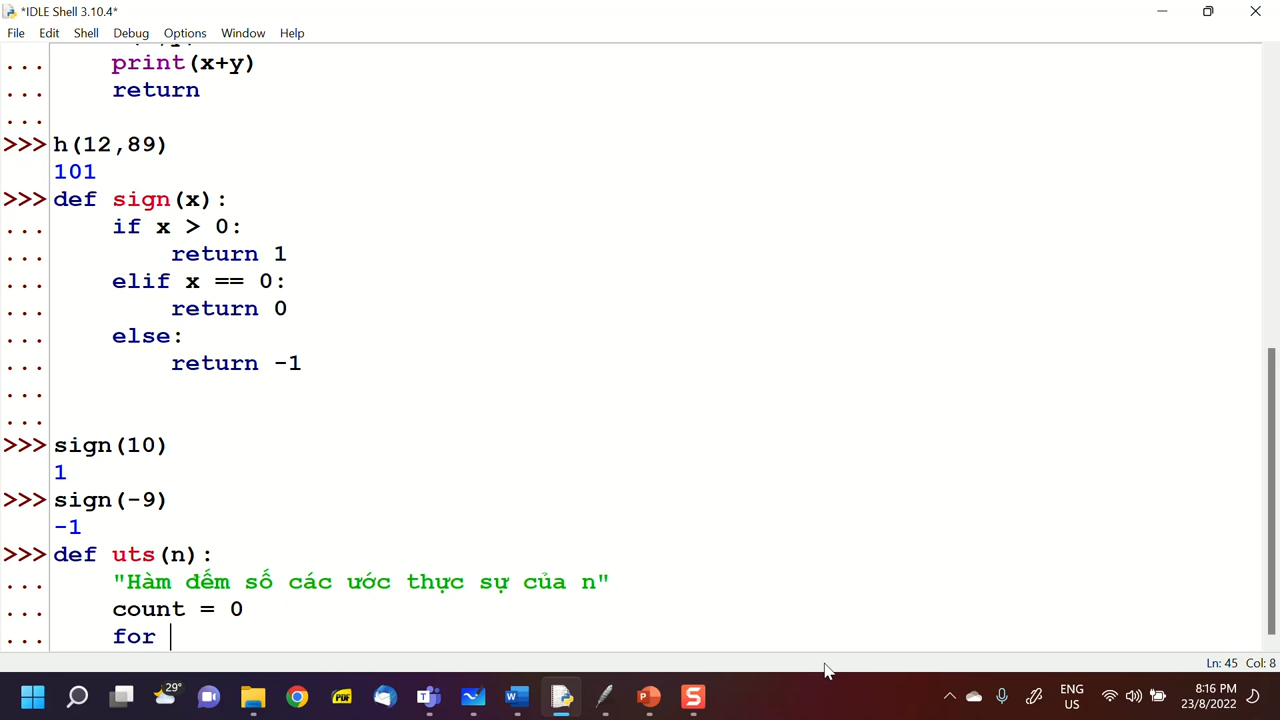 *IDLE Shell 3.10.4*
File Edit Shell Debug Options Window Help
... print(x+y)
... return
...
>>> h(12,89)
101
>>> def sign(x):
... if x > 0:
... return 1
... elif x == 0:
... return 0
... else:
... return -1
...
...
>>> sign(10)
1
>>> sign(-9)
-1
>>> def uts(n):
... "Hàm dếm số các ước thực sự của n"
... count = 0
... for
Ln: 45 Col: 8
29°
PDF
ENG
US
8:16 PM
23/8/2022